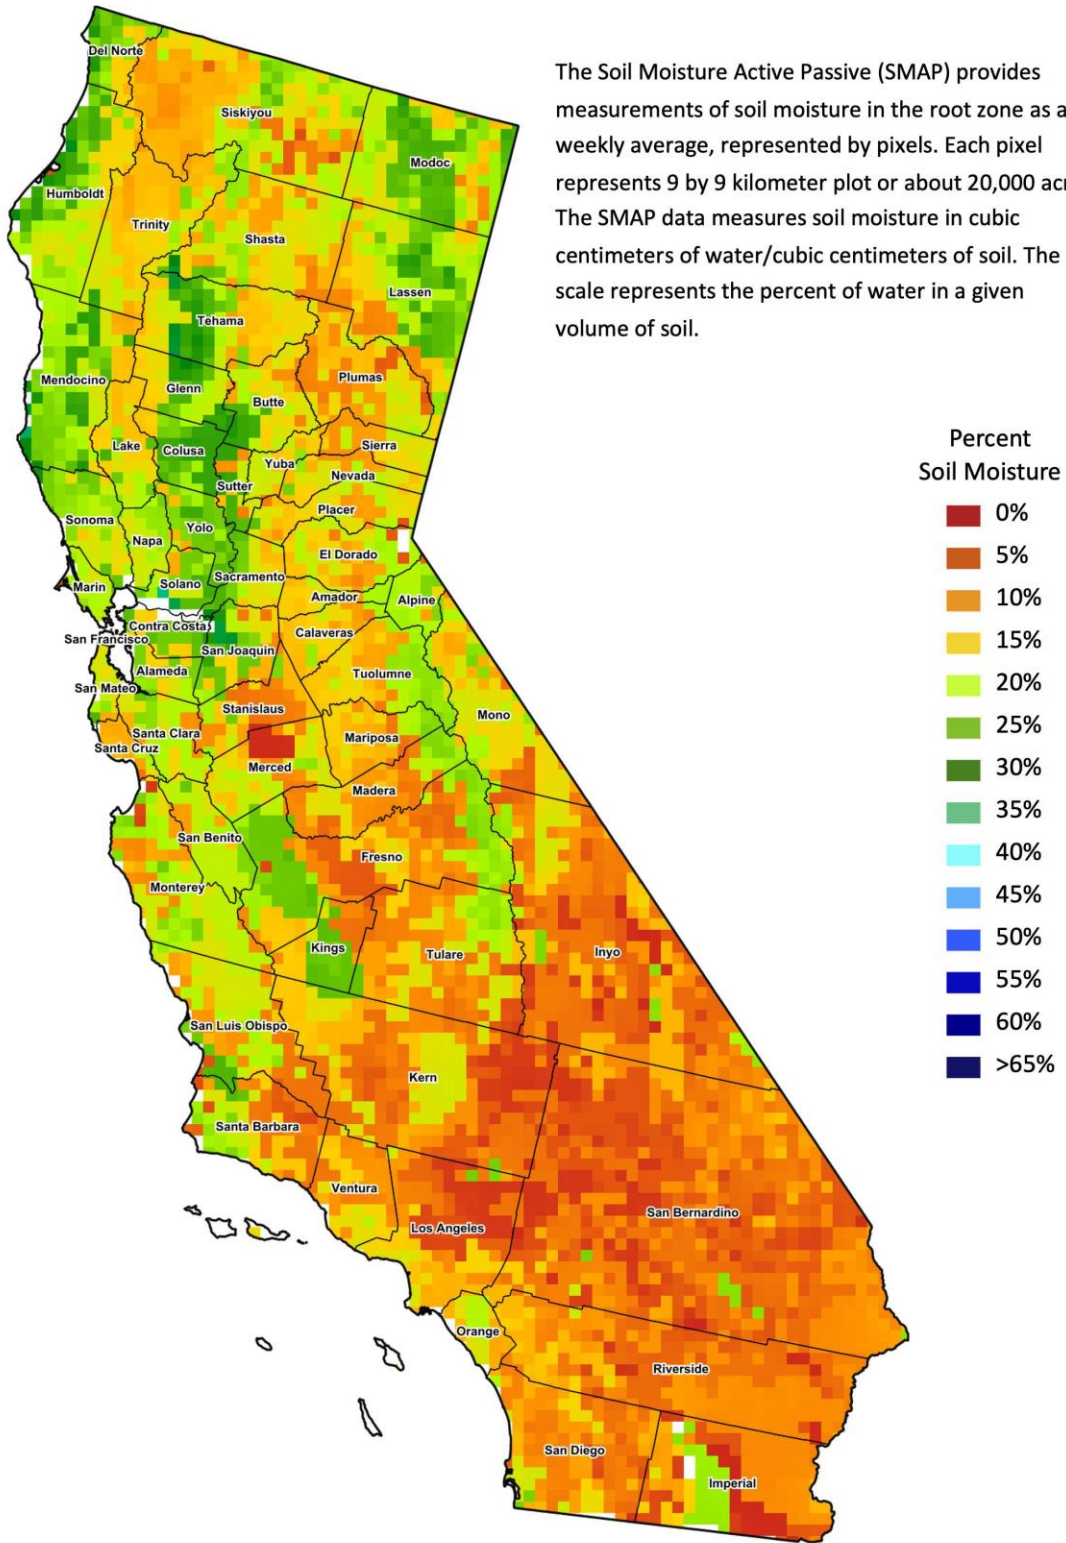 The Soil Moisture Active Passive (SMAP) provides
measurements of soil moisture in the root zone as a
weekly average, represented by pixels. Each pixel
represents 9 by 9 kilometer plot or about 20,000 acr
The SMAP data measures soil moisture in cubic
centimeters of water/cubic centimeters of soil. The
scale represents the percent of water in a given
volume of soil.
Percent
Soil Moisture
0%
5%
10%
15%
20%
25%
30%
35%
40%
45%
50%
55%
60%
>65%
Del Norte
Siskiyou
Modoc
Humboldt
Trinity
Shasta
Lassen
Tehama
Mendocino
Glenn
Plumas
Butte
Lake
Colusa
Sierra
Yuba
Nevada
Sutter
Placer
Sonoma
Yolo
Napa
El Dorado
Sacramento
Marin
Solano
Amador
Alpine
Contra Costa
Calaveras
San Francisco
San Joaquin
Alameda
Tuolumne
San Mateo
Stanislaus
Mono
Santa Clara
Mariposa
Santa Cruz
Merced
Madera
San Benito
Fresno
Monterey
Kings
Tulare
Inyo
San Luis Obispo
Kern
Santa Barbara
Ventura
San Bernardino
Los Angeles
Orange
Riverside
San Diego
Imperial